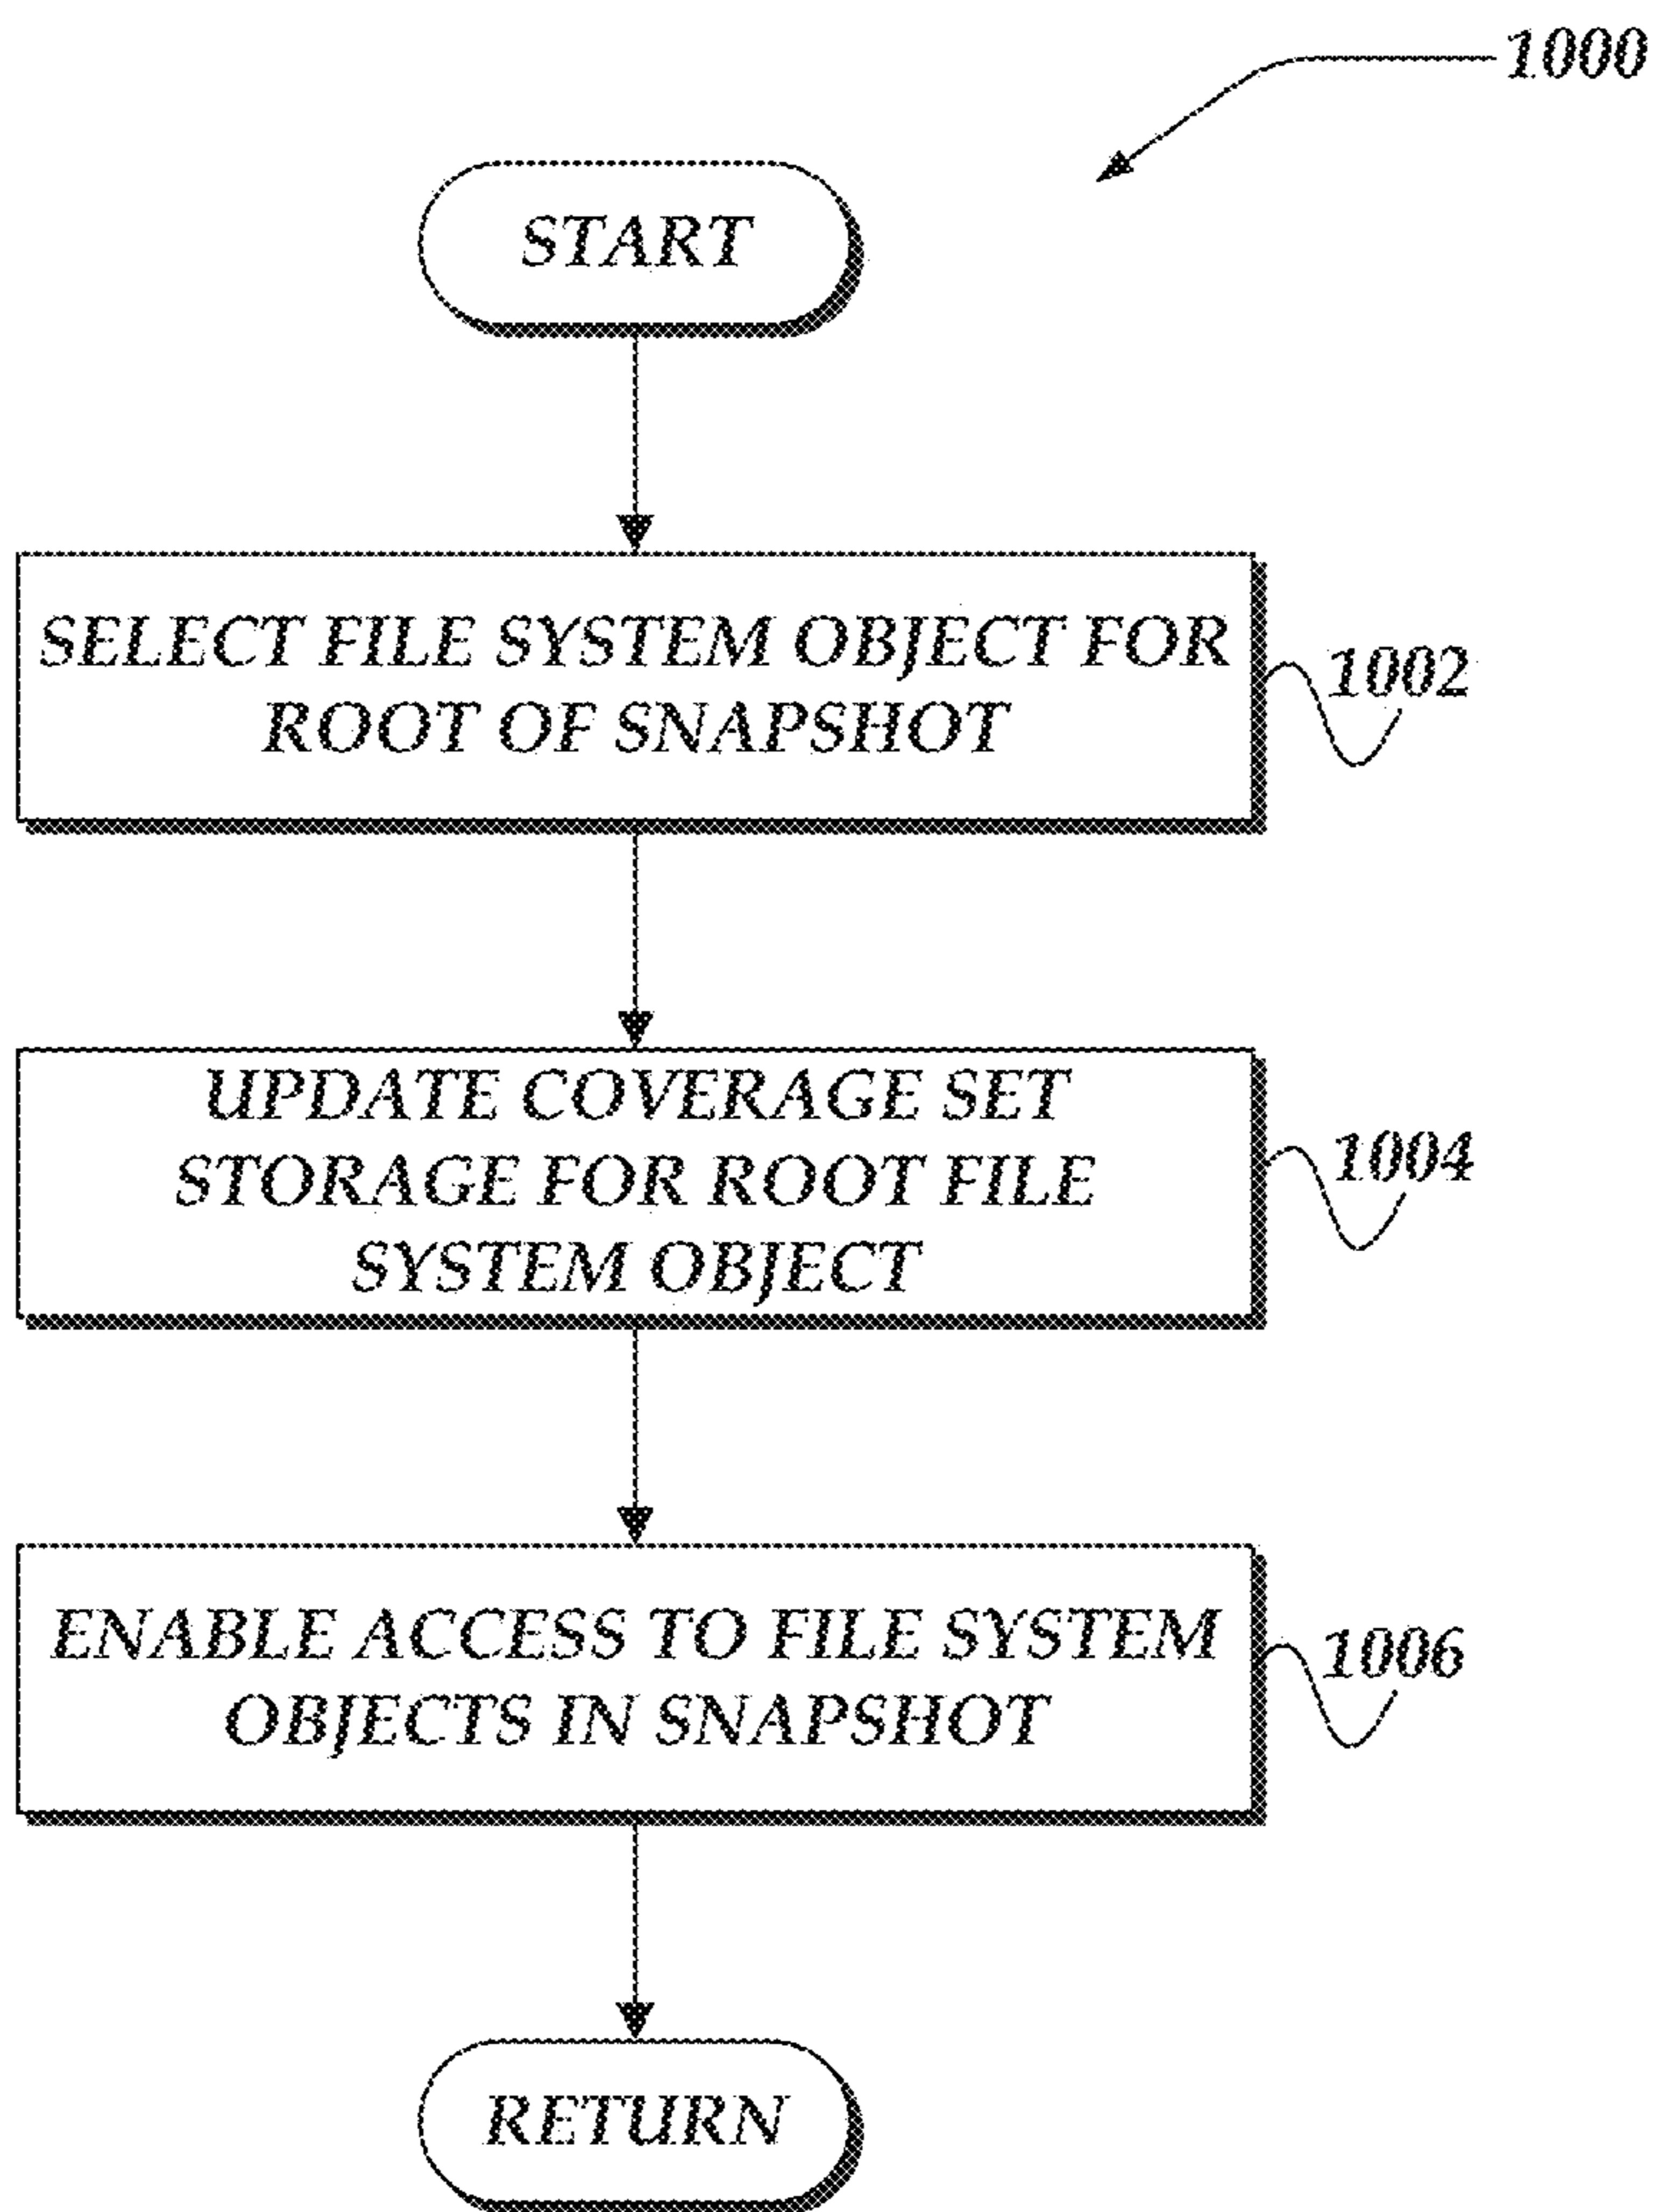 1000
START
SELECT FILE SYSTEM OBJECT FOR
ROOT OF SNAPSHOT
1002
UPDATE COVERAGE SET
STORAGE FOR ROOT FILE
SYSTEM OBJECT
1004
ENABLE ACCESS TO FILE SYSTEM
OBJECTS IN SNAPSHOT
1006
RETURN